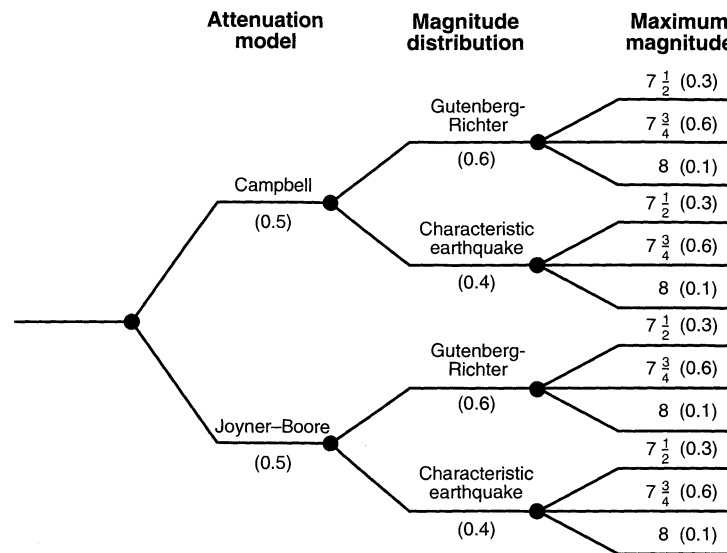 Attenuation
model
Magnitude
distribution
Maximum
magnitude
Campbell
(0.5)
Gutenberg-
Richter
(0.6)
7 1/2 (0.3)
7 3/4 (0.6)
8 (0.1)
Characteristic
earthquake
(0.4)
7 1/2 (0.3)
7 3/4 (0.6)
8 (0.1)
Joyner–Boore
(0.5)
Gutenberg-
Richter
(0.6)
7 1/2 (0.3)
7 3/4 (0.6)
8 (0.1)
Characteristic
earthquake
(0.4)
7 1/2 (0.3)
7 3/4 (0.6)
8 (0.1)